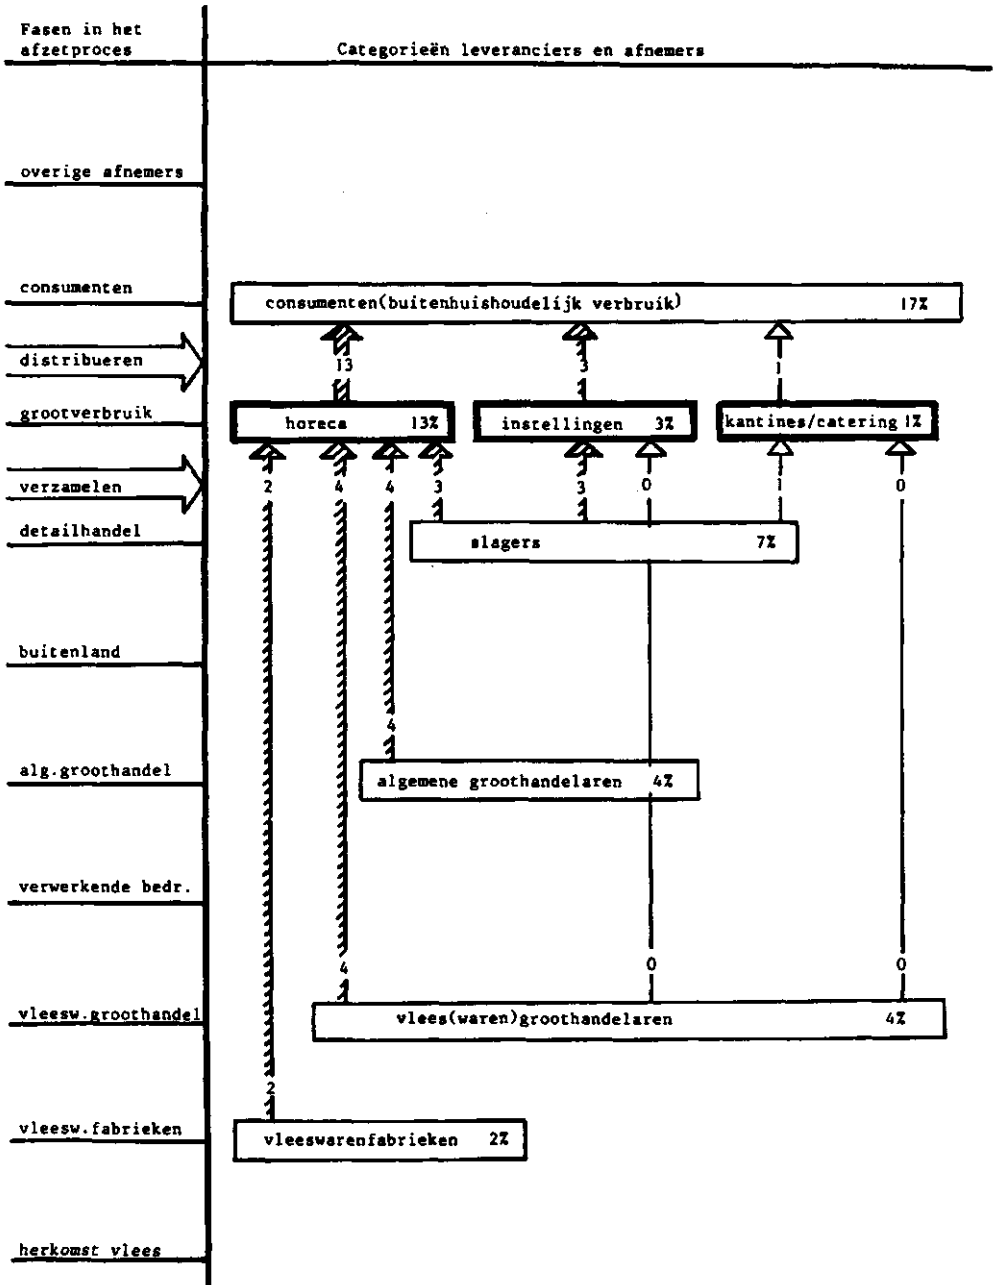 Fasen in het
afzetproces
Categorieën leveranciers en afnemers
overige afnemers
consumenten
consumenten(buitenhuishoudelijk verbruik) 17%
distribueren
13 3 1
grootverbruik
horeca 13%
instellingen 3%
kantines/catering 1%
verzamelen
2 4 4 3 3 0 1 0
detailhandel
slagers 7%
buitenland
4
alg.groothandel
algemene groothandelaren 4%
verwerkende bedr.
4 0 0
vleesw.groothandel
vlees(waren)groothandelaren 4%
2
vleesw.fabrieken
vleeswarenfabrieken 2%
herkomst vlees